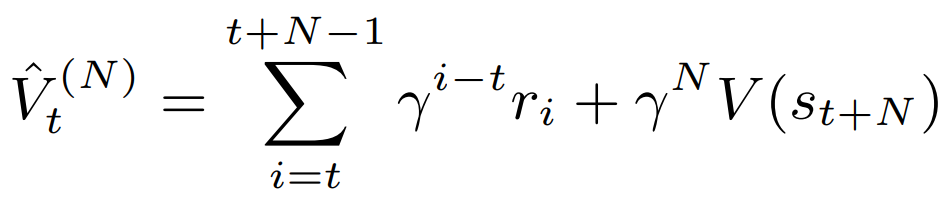 $\hat{V}_t^{(N)} = \sum_{i=t}^{t+N-1} \gamma^{i-t} r_i + \gamma^N V(s_{t+N})$